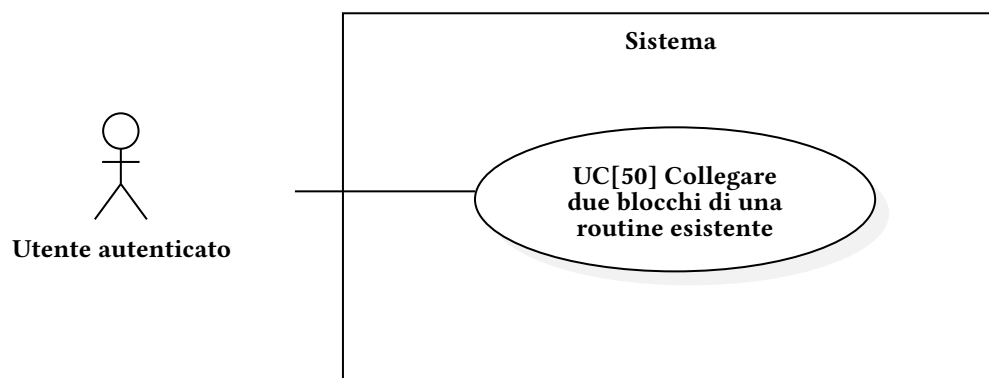 Sistema
UC[50] Collegare
due blocchi di una
routine esistente
Utente autenticato